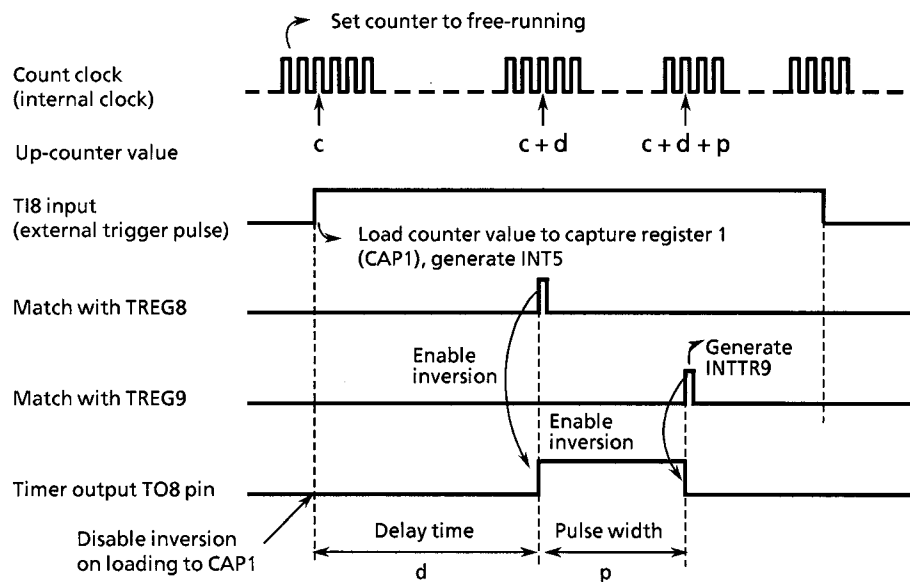 Set counter to free-running
Count clock
(internal clock)
c
c + d
c + d + p
Up-counter value
TI8 input
(external trigger pulse)
Load counter value to capture register 1
(CAP1), generate INT5
Match with TREG8
Enable
inversion
Generate
INTTR9
Match with TREG9
Enable
inversion
Timer output TO8 pin
Disable inversion
on loading to CAP1
Delay time
Pulse width
d
p